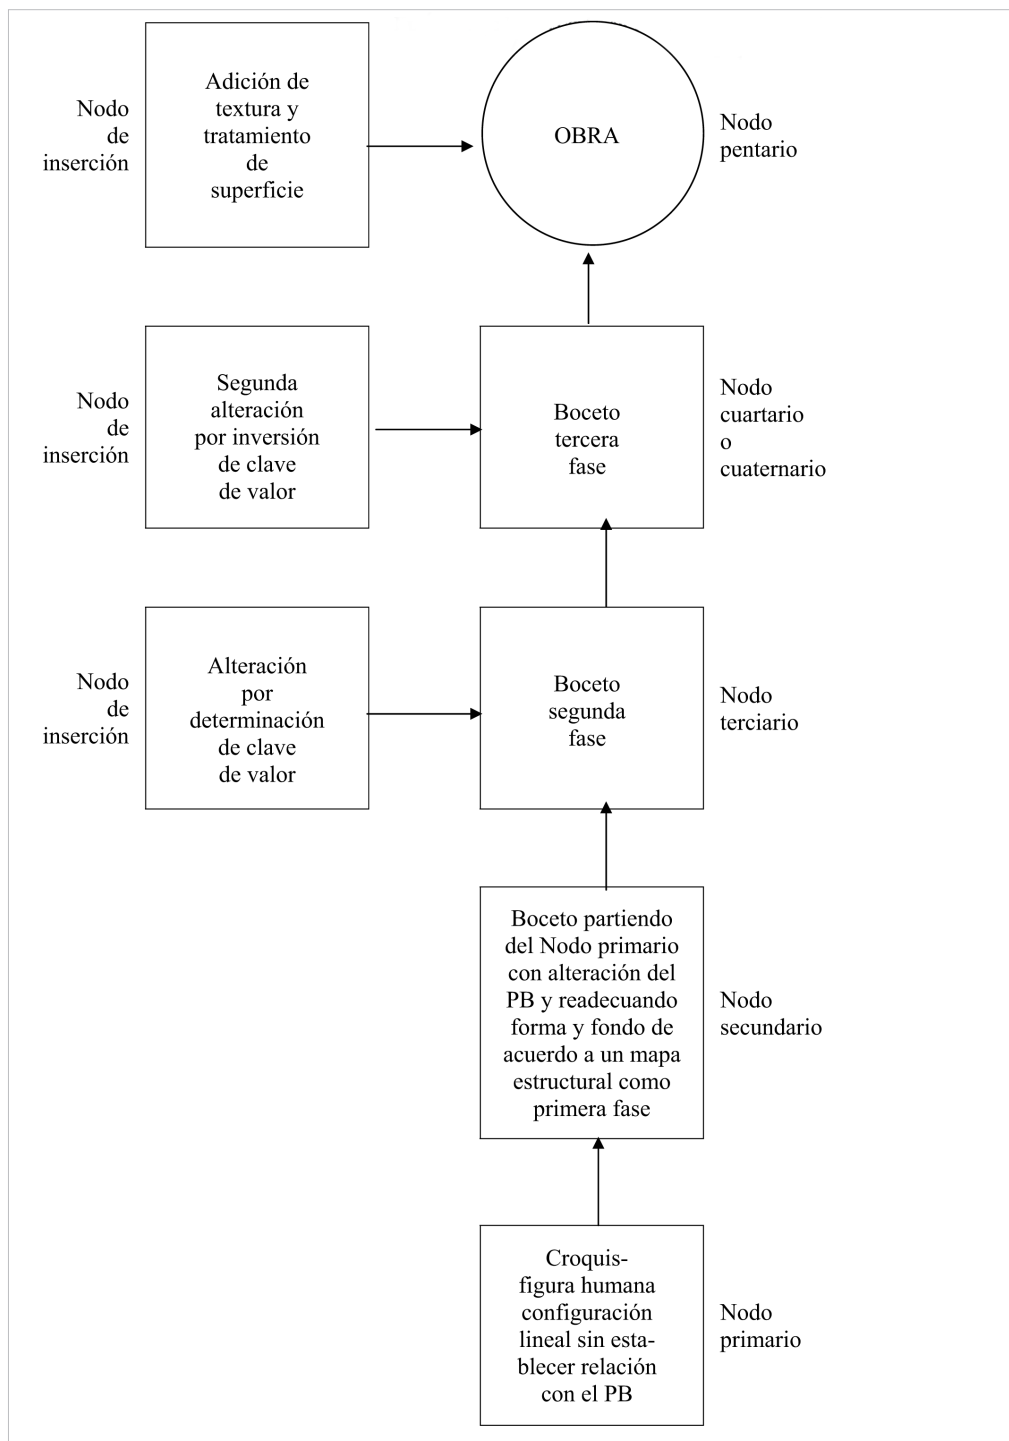 Nodo
de
inserción
Adición de
textura y
tratamiento
de
superficie
OBRA
Nodo
pentario
Nodo
de
inserción
Segunda
alteración
por inversión
de clave
de valor
Boceto
tercera
fase
Nodo
cuartario
o
cuaternario
Nodo
de
inserción
Alteración
por
determinación
de clave
de valor
Boceto
segunda
fase
Nodo
terciario
Boceto partiendo
del Nodo primario
con alteración del
PB y readecuando
forma y fondo de
acuerdo a un mapa
estructural como
primera fase
Nodo
secundario
Croquis-
figura humana
configuración
lineal sin esta-
blecer relación
con el PB
Nodo
primario